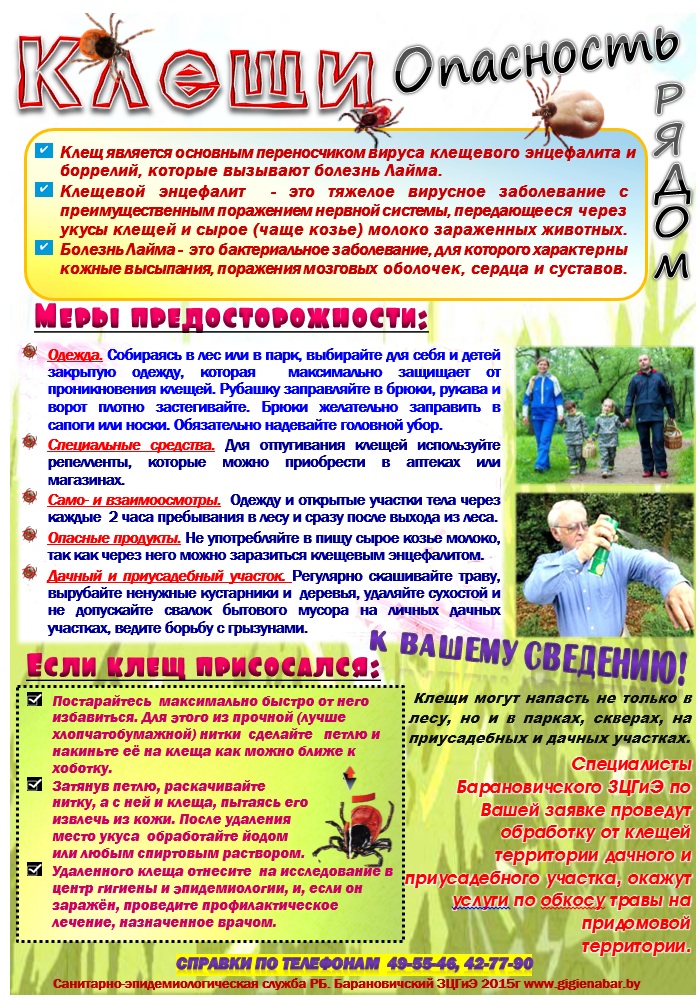 Клещи
Опасность
рядом
Клещ является основным переносчиком вируса клещевого энцефалита и
боррелий, которые вызывают болезнь Лайма.
Клещевой энцефалит - это тяжелое вирусное заболевание с
преимущественным поражением нервной системы, передающееся через
укусы клещей и сырое (чаще козье) молоко зараженных животных.
Болезнь Лайма - это бактериальное заболевание, для которого характерны
кожные высыпания, поражения мозговых оболочек, сердца и суставов.
Меры предосторожности:
Одежда. Собираясь в лес или в парк, выбирайте для себя и детей
закрытую одежду, которая максимально защищает от
проникновения клещей. Рубашку заправляйте в брюки, рукава и
ворот плотно застегивайте. Брюки желательно заправить в
сапоги или носки. Обязательно надевайте головной убор.
Специальные средства. Для отпугивания клещей используйте
репелленты, которые можно приобрести в аптеках или
магазинах.
Само- и взаимоосмотры. Одежду и открытые участки тела через
каждые 2 часа пребывания в лесу и сразу после выхода из леса.
Опасные продукты. Не употребляйте в пищу сырое козье молоко,
так как через него можно заразиться клещевым энцефалитом.
Дачный и приусадебный участок. Регулярно скашивайте траву,
вырубайте ненужные кустарники и деревья, удаляйте сухостой и
не допускайте свалок бытового мусора на личных дачных
участках, ведите борьбу с грызунами.
Если клещ присосался:
Постарайтесь максимально быстро от него
избавиться. Для этого из прочной (лучше
хлопчатобумажной) нитки сделайте петлю и
накиньте её на клеща как можно ближе к
хоботку.
Затянув петлю, раскачивайте
нитку, а с ней и клеща, пытаясь его
извлечь из кожи. После удаления
место укуса обработайте йодом
или любым спиртовым раствором.
Удаленного клеща отнесите на исследование в
центр гигиены и эпидемиологии, и, если он
заражён, проведите профилактическое
лечение, назначенное врачом.
К ВАШЕМУ СВЕДЕНИЮ!
Клещи могут напасть не только в
лесу, но и в парках, скверах, на
приусадебных и дачных участках.
Специалисты
Барановичского ЗЦГиЭ по
Вашей заявке проведут
обработку от клещей
территории дачного и
приусадебного участка, окажут
услуги по обкосу травы на
придомовой
территории.
СПРАВКИ ПО ТЕЛЕФОНАМ 49-55-46, 42-77-90
Санитарно-эпидемиологическая служба РБ. Барановичский ЗЦГиЭ 2015г www.gigienabar.by